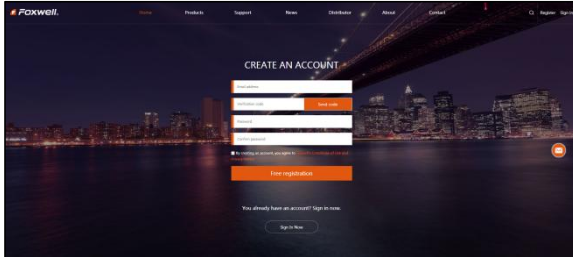 Foxwell.
Home Products Support News Distributor About Contact Register Sign in
CREATE AN ACCOUNT
Email address
Verification code
Send code
Password
Confirm password
By creating an account, you agree to
Free registration
You already have an account? Sign in now.
Sign In Now